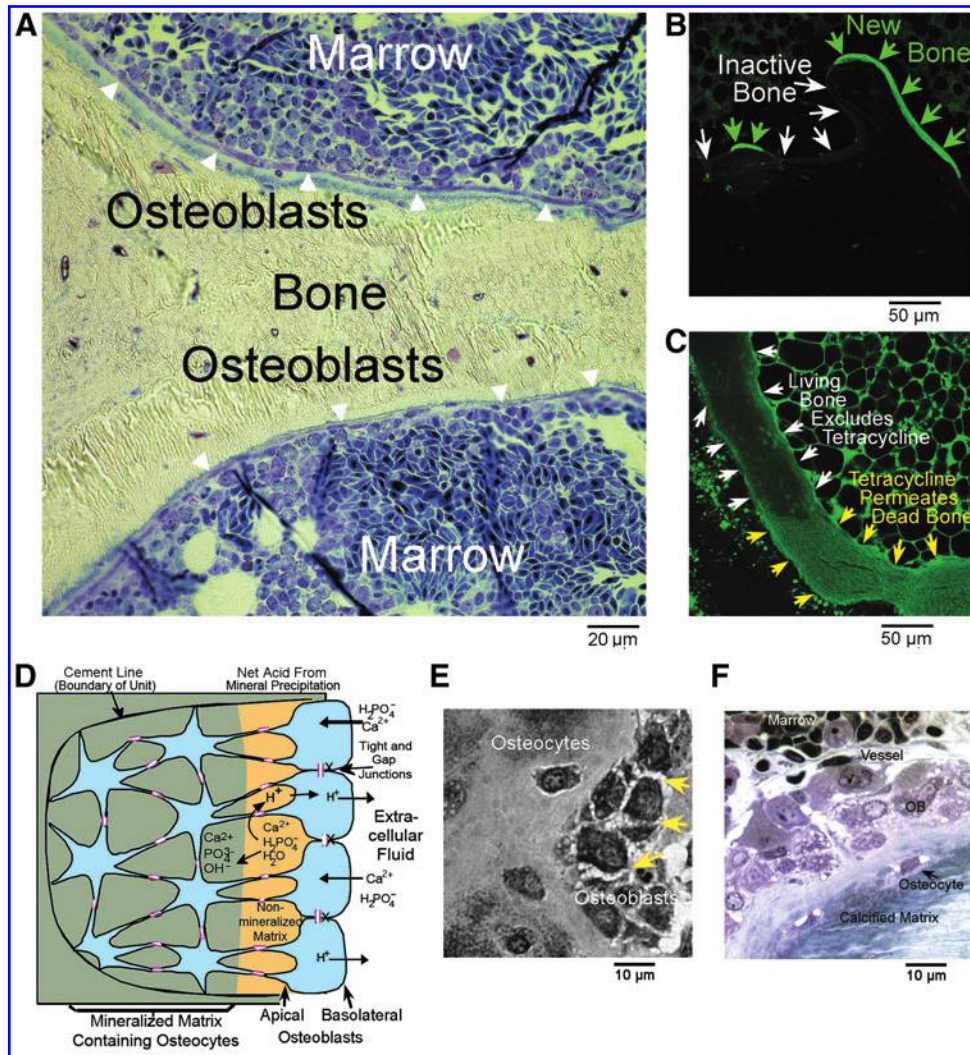 A
Marrow
Osteoblasts
Bone
Osteoblasts
Marrow
20 μm
B
New
Bone
Inactive
Bone
50 μm
C
Living
Bone
Excludes
Tetracycline
Tetracycline
Permeates
Dead Bone
50 μm
D
Cement Line
(Boundary of Unit)
Net Acid From
Mineral Precipitation
H₂PO₄⁻
Ca²⁺
Tight and
Gap
Junctions
H⁺
H⁺
H⁺
Extra-
cellular
Fluid
Ca²⁺
PO₄³⁻
OH⁻
Ca²⁺
H₂PO₄⁻
H₂O
Ca²⁺
H₂PO₄⁻
Non-
mineralized
Matrix
H⁺
Mineralized Matrix
Containing Osteocytes
Apical
Basolateral
Osteoblasts
E
Osteocytes
Osteoblasts
10 μm
F
Marrow
Vessel
OB
Osteocyte
Calcified Matrix
10 μm